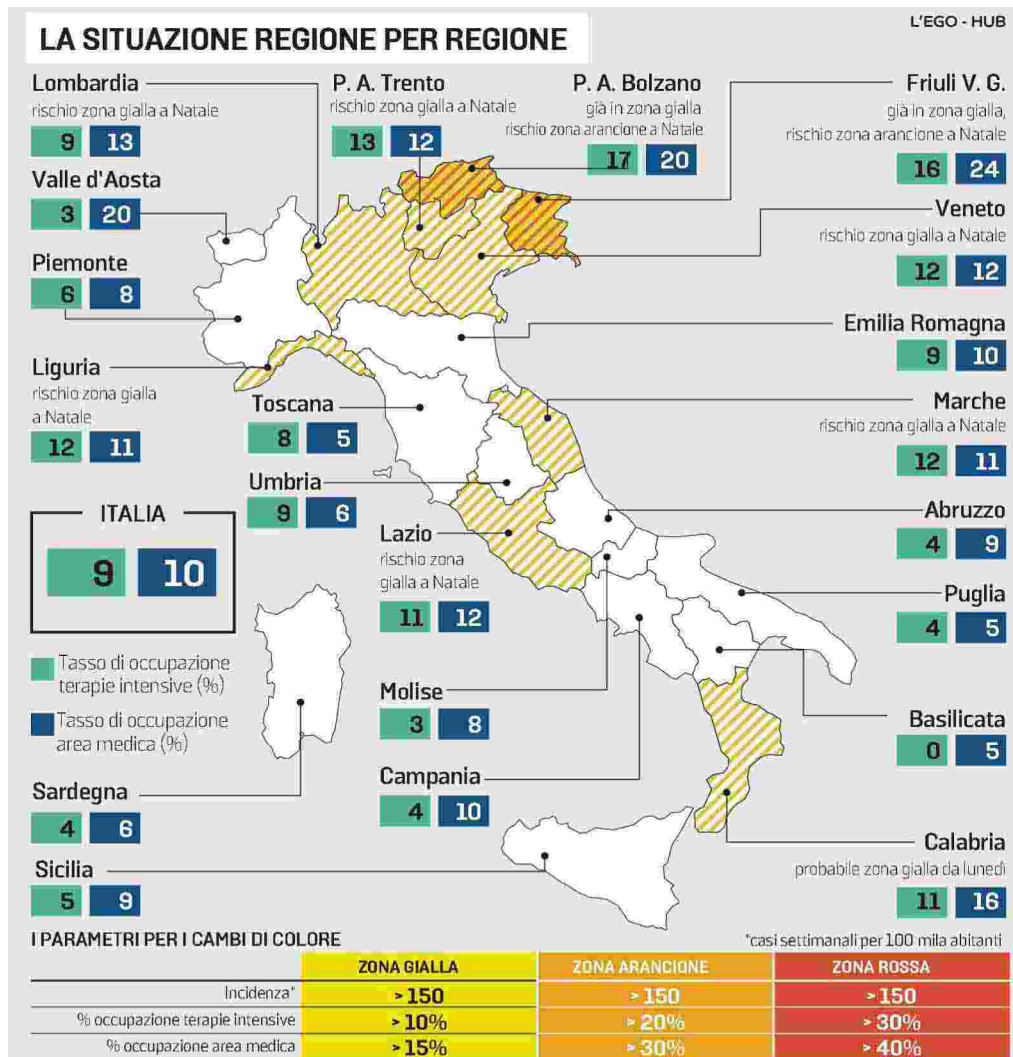 L'EGO - HUB
LA SITUAZIONE REGIONE PER REGIONE
Lombardia
rischio zona gialla a Natale
9 13
P. A. Trento
rischio zona gialla a Natale
13 12
P. A. Bolzano
già in zona gialla
rischio zona arancione a Natale
17 20
Friuli V. G.
già in zona gialla,
rischio zona arancione a Natale
16 24
Valle d'Aosta
3 20
Veneto
rischio zona gialla a Natale
12 12
Piemonte
6 8
Emilia Romagna
9 10
Liguria
rischio zona gialla
a Natale
12 11
Toscana
8 5
Marche
rischio zona gialla a Natale
12 11
Umbria
9 6
ITALIA
9 10
Lazio
rischio zona
gialla a Natale
11 12
Abruzzo
4 9
Puglia
4 5
Tasso di occupazione
terapie intensive (%)
Tasso di occupazione
area medica (%)
Molise
3 8
Basilicata
0 5
Campania
4 10
Sardegna
4 6
Calabria
probabile zona gialla da lunedì
11 16
Sicilia
5 9
I PARAMETRI PER I CAMBI DI COLORE
*casi settimanali per 100 mila abitanti
ZONA GIALLA ZONA ARANCIONE ZONA ROSSA
Incidenza* > 150 > 150 > 150
% occupazione terapie intensive > 10% > 20% > 30%
% occupazione area medica > 15% > 30% > 40%